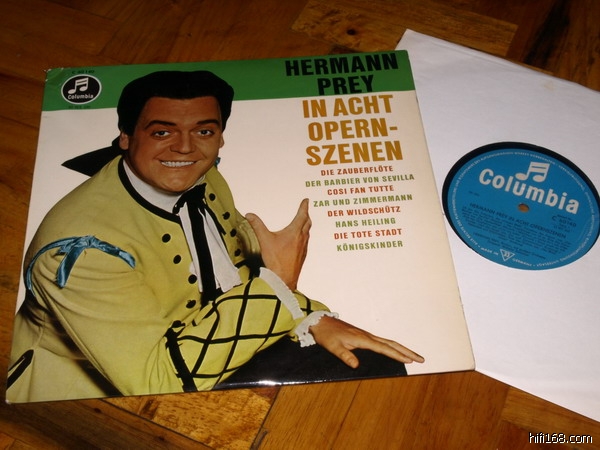 Columbia
HERMANN
PREY
IN ACHT
OPERN-
SZENEN
DIE ZAUBERFLÖTE
DER BARBIER VON SEVILLA
COSI FAN TUTTE
ZAR UND ZIMMERMANN
DER WILDSCHÜTZ
HANS HEILING
DIE TOTE STADT
KÖNIGSKINDER
Columbia
hifi168.com